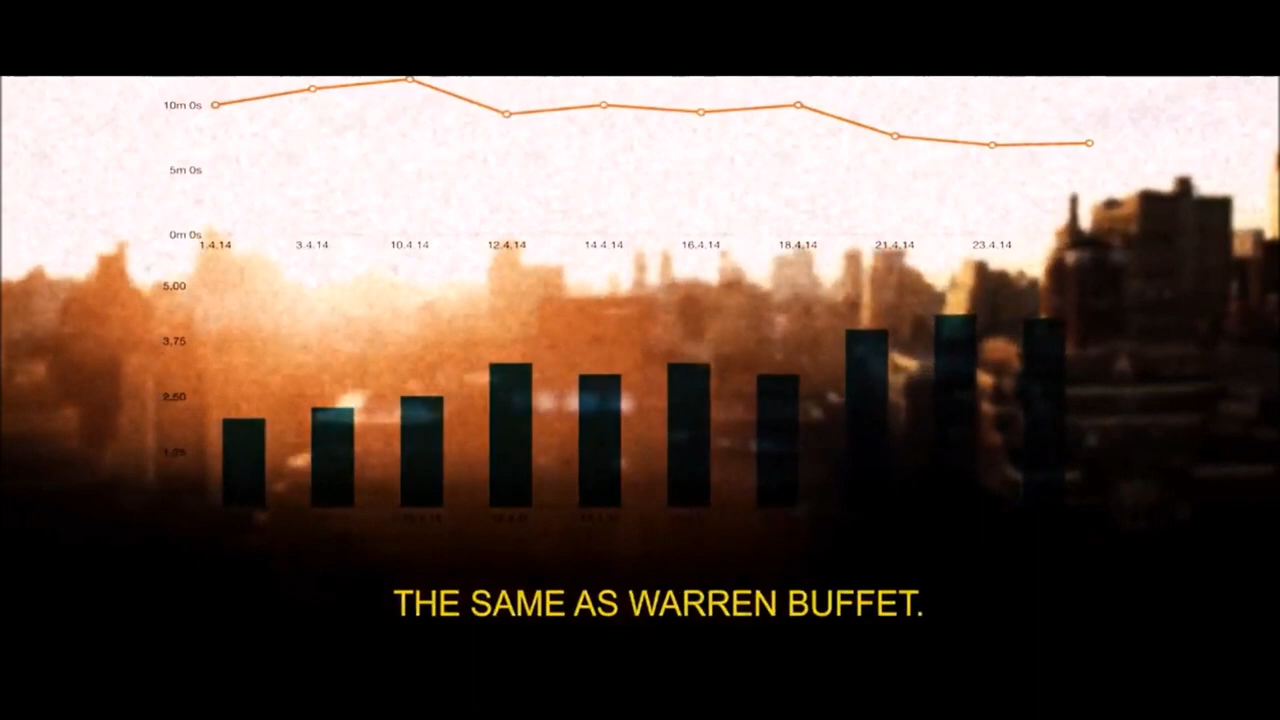 10m 0s
5m 0s
0m 0s
1.4.14 3.4.14 10.4.14 12.4.14 14.4.14 16.4.14 18.4.14 21.4.14 23.4.14
5,00
3,75
2,50
1,25
THE SAME AS WARREN BUFFET.